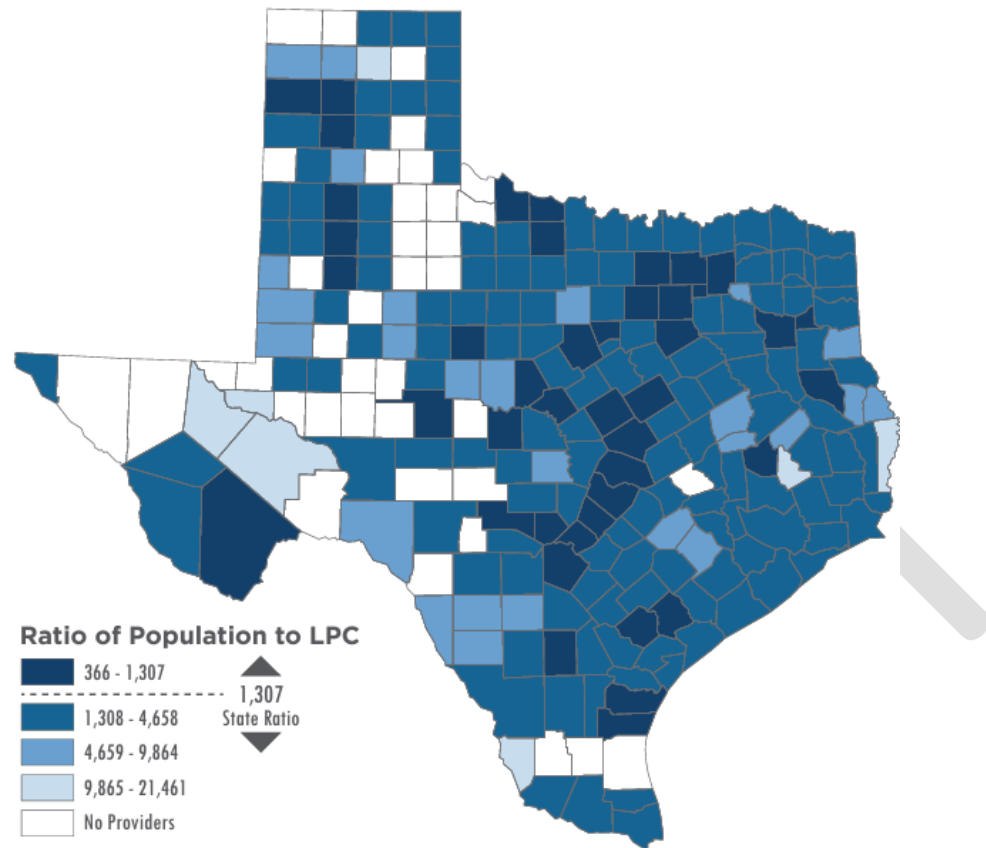 Ratio of Population to LPC
366 - 1,307
1,307
State Ratio
1,308 - 4,658
4,659 - 9,864
9,865 - 21,461
No Providers